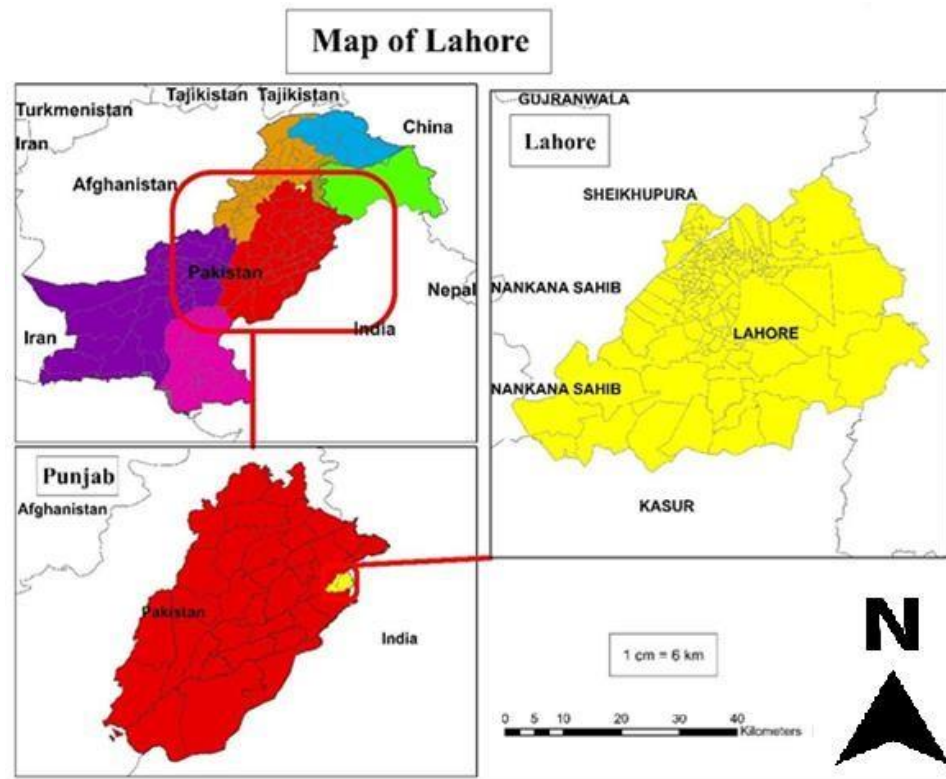 Map of Lahore
Tajikistan Tajikistan
Turkmenistan
China
Iran
Afghanistan
Pakistan
Nepal
India
Iran
GUJRANWALA
Lahore
SHEIKHUPURA
NANKANA SAHIB
LAHORE
NANKANA SAHIB
KASUR
Punjab
Afghanistan
Pakistan
India
N
1 cm = 6 km
0 5 10 20 30 40
Kilometers